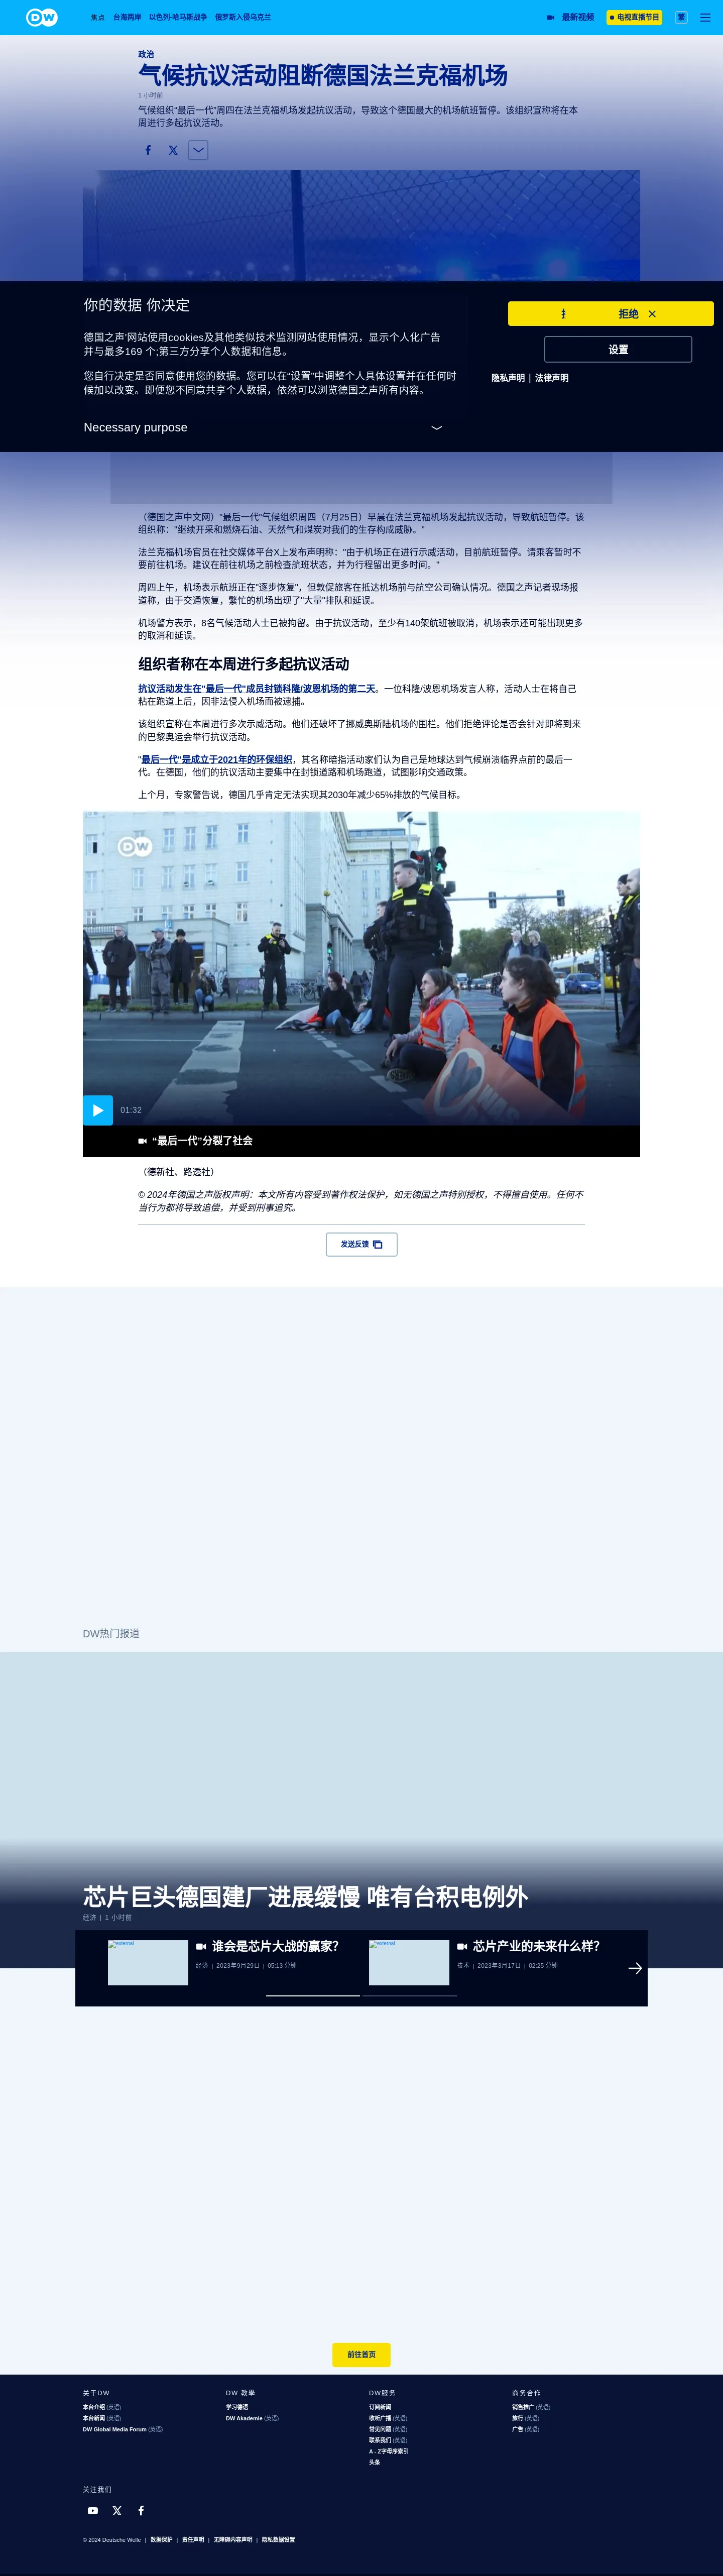 DW
焦点 台海两岸 以色列-哈马斯战争 俄罗斯入侵乌克兰
最新视频
电视直播节目
繁
政治
气候抗议活动阻断德国法兰克福机场
1 小时前
气候组织“最后一代”周四在法兰克福机场发起抗议活动，导致这个德国最大的机场航班暂停。该组织宣称将在本
周进行多起抗议活动。
你的数据 你决定
德国之声‘网站使用cookies及其他类似技术监测网站使用情况，显示个人化广告
并与最多169 个;第三方分享个人数据和信息。
您自行决定是否同意使用您的数据。您可以在“设置”中调整个人具体设置并在任何时
候加以改变。即便您不同意共享个人数据，依然可以浏览德国之声所有内容。
Necessary purpose
拒绝
设置
隐私声明 | 法律声明
（德国之声中文网）"最后一代"气候组织周四（7月25日）早晨在法兰克福机场发起抗议活动，导致航班暂停。该
组织称："继续开采和燃烧石油、天然气和煤炭对我们的生存构成威胁。"
法兰克福机场官员在社交媒体平台X上发布声明称："由于机场正在进行示威活动，目前航班暂停。请乘客暂时不
要前往机场。建议在前往机场之前检查航班状态，并为行程留出更多时间。"
周四上午，机场表示航班正在"逐步恢复"，但敦促旅客在抵达机场前与航空公司确认情况。德国之声记者现场报
道称，由于交通恢复，繁忙的机场出现了"大量"排队和延误。
机场警方表示，8名气候活动人士已被拘留。由于抗议活动，至少有140架航班被取消，机场表示还可能出现更多
的取消和延误。
组织者称在本周进行多起抗议活动
抗议活动发生在"最后一代"成员封锁科隆/波恩机场的第二天。一位科隆/波恩机场发言人称，活动人士在将自己
粘在跑道上后，因非法侵入机场而被逮捕。
该组织宣称在本周进行多次示威活动。他们还破坏了挪威奥斯陆机场的围栏。他们拒绝评论是否会针对即将到来
的巴黎奥运会举行抗议活动。
"最后一代"是成立于2021年的环保组织，其名称暗指活动家们认为自己是地球达到气候崩溃临界点前的最后一
代。在德国，他们的抗议活动主要集中在封锁道路和机场跑道，试图影响交通政策。
上个月，专家警告说，德国几乎肯定无法实现其2030年减少65%排放的气候目标。
DW
01:32
“最后一代”分裂了社会
（德新社、路透社）
© 2024年德国之声版权声明：本文所有内容受到著作权法保护，如无德国之声特别授权，不得擅自使用。任何不
当行为都将导致追偿，并受到刑事追究。
发送反馈
DW热门报道
芯片巨头德国建厂进展缓慢 唯有台积电例外
经济 | 1 小时前
external
谁会是芯片大战的赢家？
经济 | 2023年9月29日 | 05:13 分钟
external
芯片产业的未来什么样？
技术 | 2023年3月17日 | 02:25 分钟
前往首页
关于DW
本台介绍 (英语)
本台新闻 (英语)
DW Global Media Forum (英语)
DW 教學
学习德语
DW Akademie (英语)
DW服务
订阅新闻
收听广播 (英语)
常见问题 (英语)
联系我们 (英语)
A - Z字母序索引
头条
商务合作
销售推广 (英语)
旅行 (英语)
广告 (英语)
关注我们
© 2024 Deutsche Welle | 数据保护 | 责任声明 | 无障碍内容声明 | 隐私数据设置